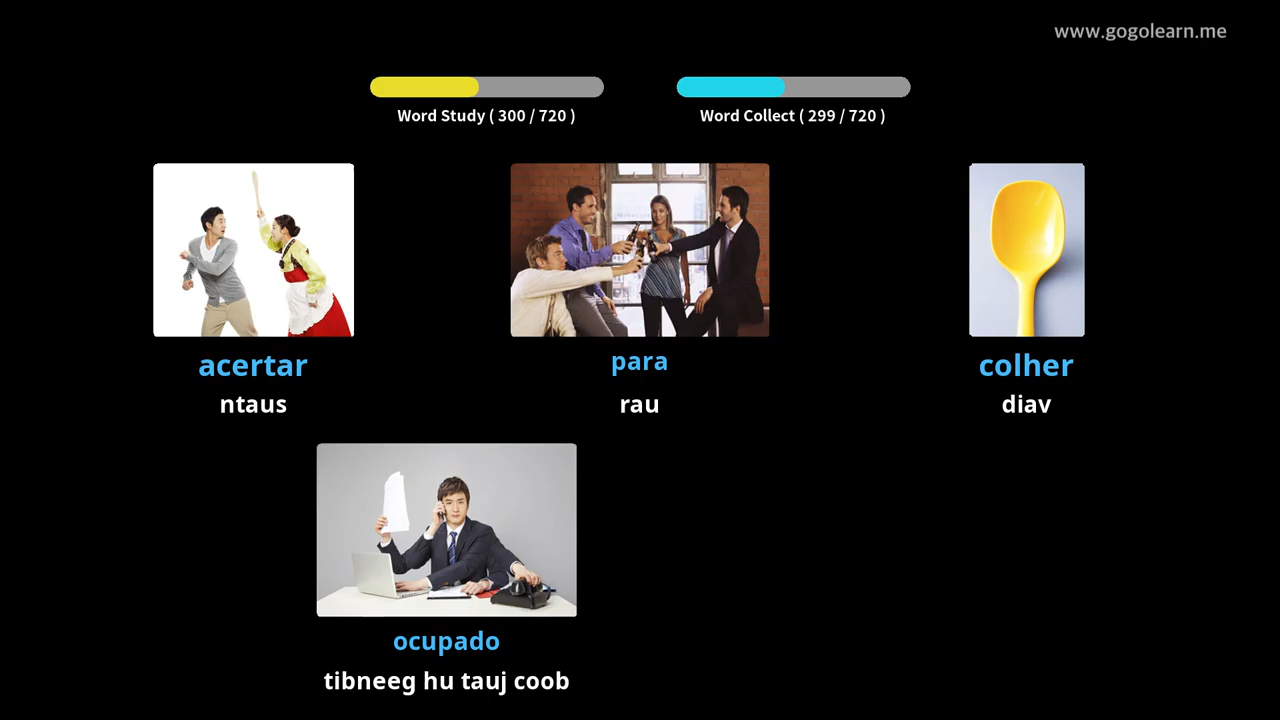 www.gogolearn.me
Word Study ( 300 / 720 )
Word Collect ( 299 / 720 )
acertar
ntaus
para
rau
colher
diav
ocupado
tibneeg hu tauj coob